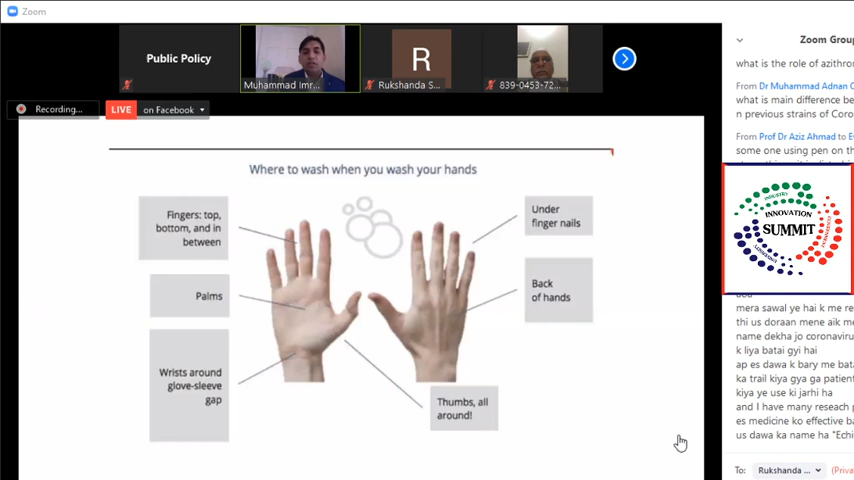 Zoom
Public Policy
Muhammad Imr...
R
Rukshanda S...
839-0453-72...
Recording...
LIVE on Facebook
Where to wash when you wash your hands
Fingers: top,
bottom, and in
between
Palms
Wrists around
glove-sleeve
gap
Under
finger nails
Back
of hands
Thumbs, all
around!
Zoom Group
what is the role of azithron
From Dr Muhammad Adnan C
what is main difference be
n previous strains of Coro
From Prof Dr Aziz Ahmad to E
some one using pen on th
INDUSTRY
INNOVATION
SUMMIT
GOVERNMENT
UNIVERSITY
mera sawal ye hai k me re
thi us doraan mene aik me
name dekha jo coronaviru
k liya batai gyi hai
ap es dawa k bary me bat
ka trail kiya gya ga patient
kiya ye use ki jarhi ha
and I have many reseach p
es medicine ko effective ba
us dawa ka name ha "Echi
To: Rukshanda ... (Priva